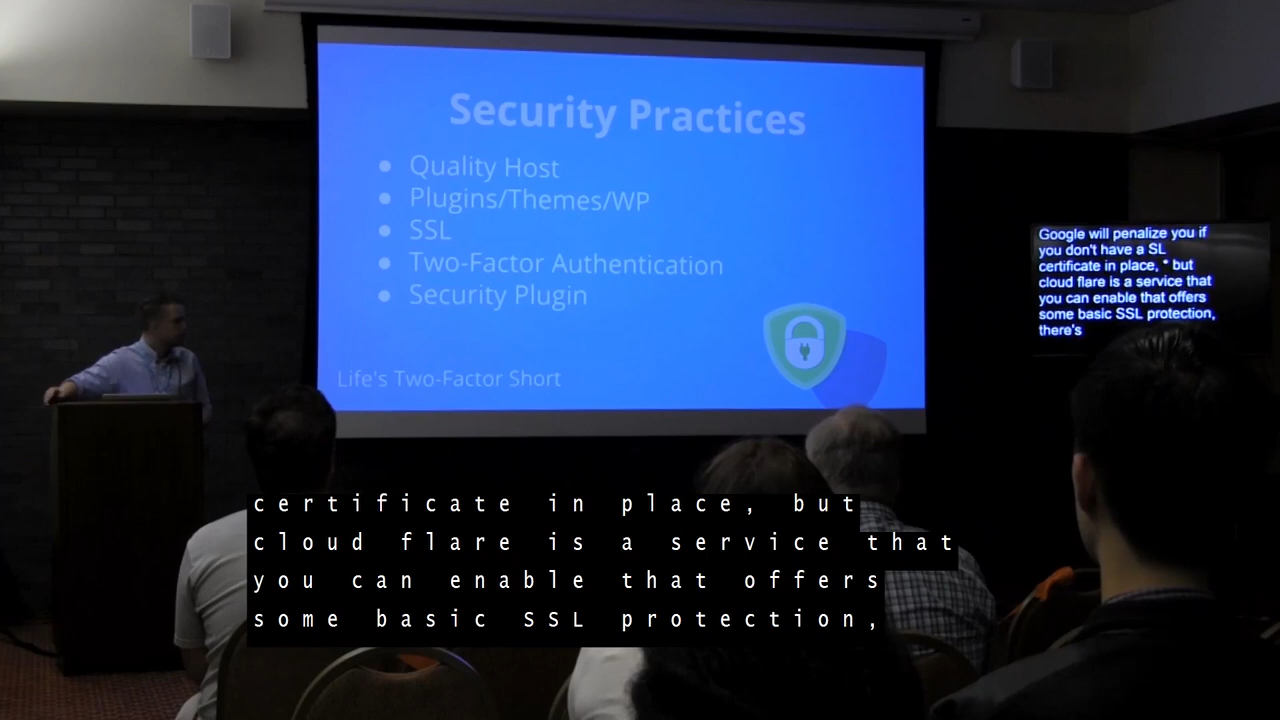 Security Practices
Quality Host
Plugins/Themes/WP
SSL
Two-Factor Authentication
Security Plugin
Life's Two-Factor Short
Google will penalize you if
you don't have a SL
certificate in place, * but
cloud flare is a service that
you can enable that offers
some basic SSL protection,
there's
certificate in place, but
cloud flare is a service that
you can enable that offers
some basic SSL protection,